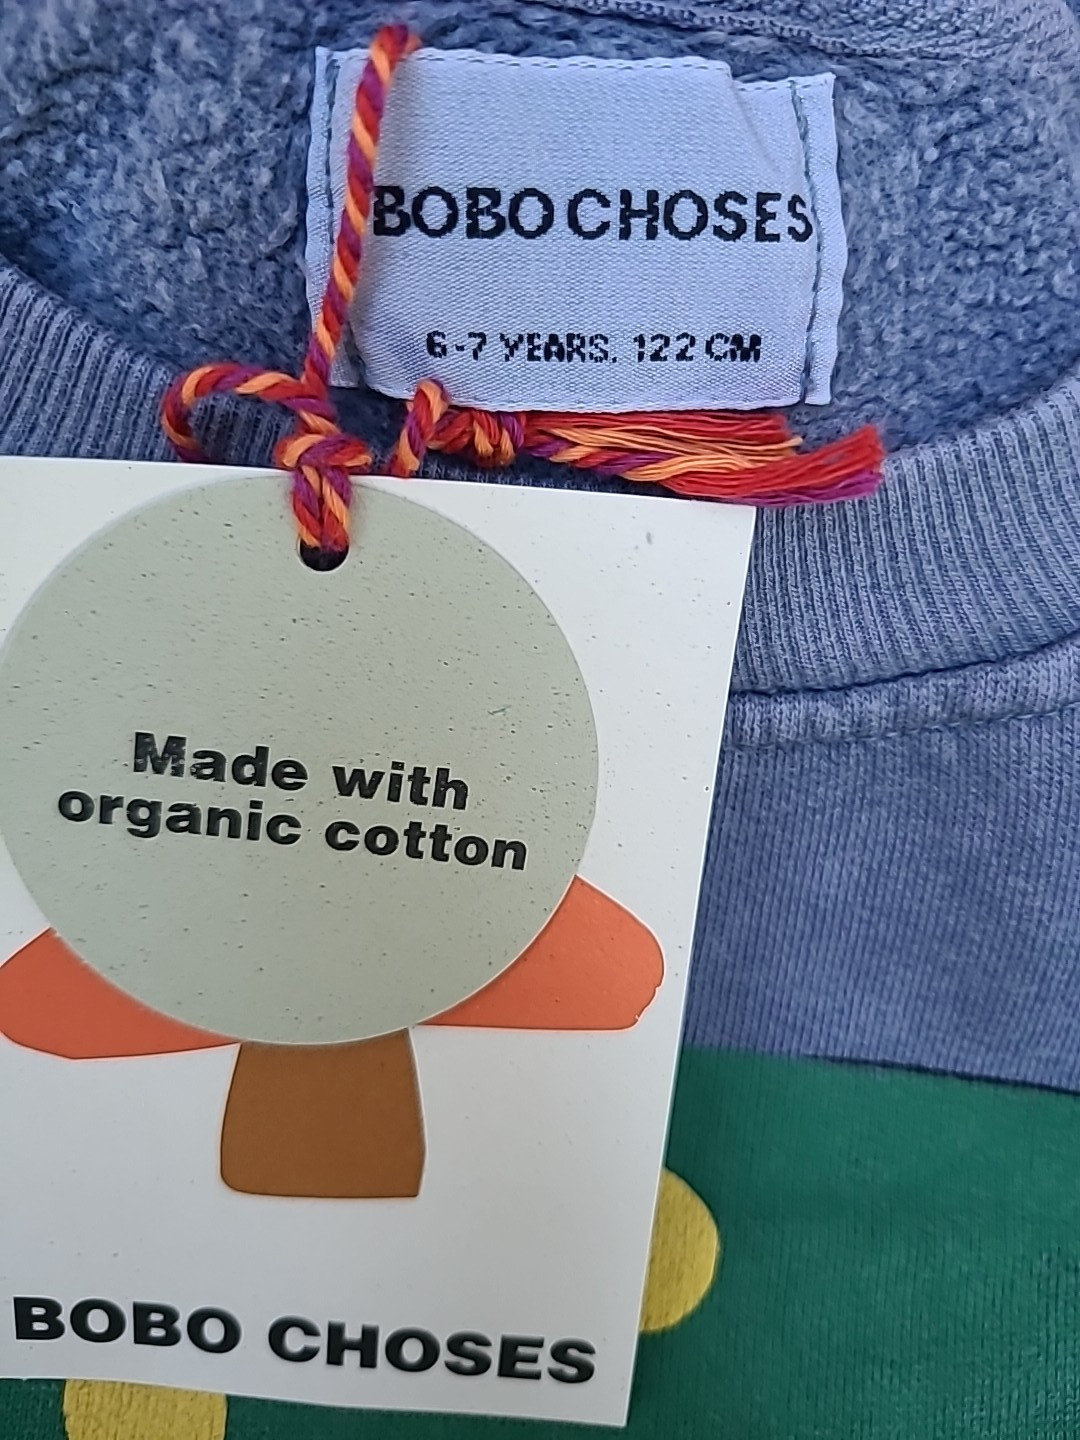 BOBO CHOSES
6-7 YEARS. 122 CM
Made with
organic cotton
BOBO CHOSES